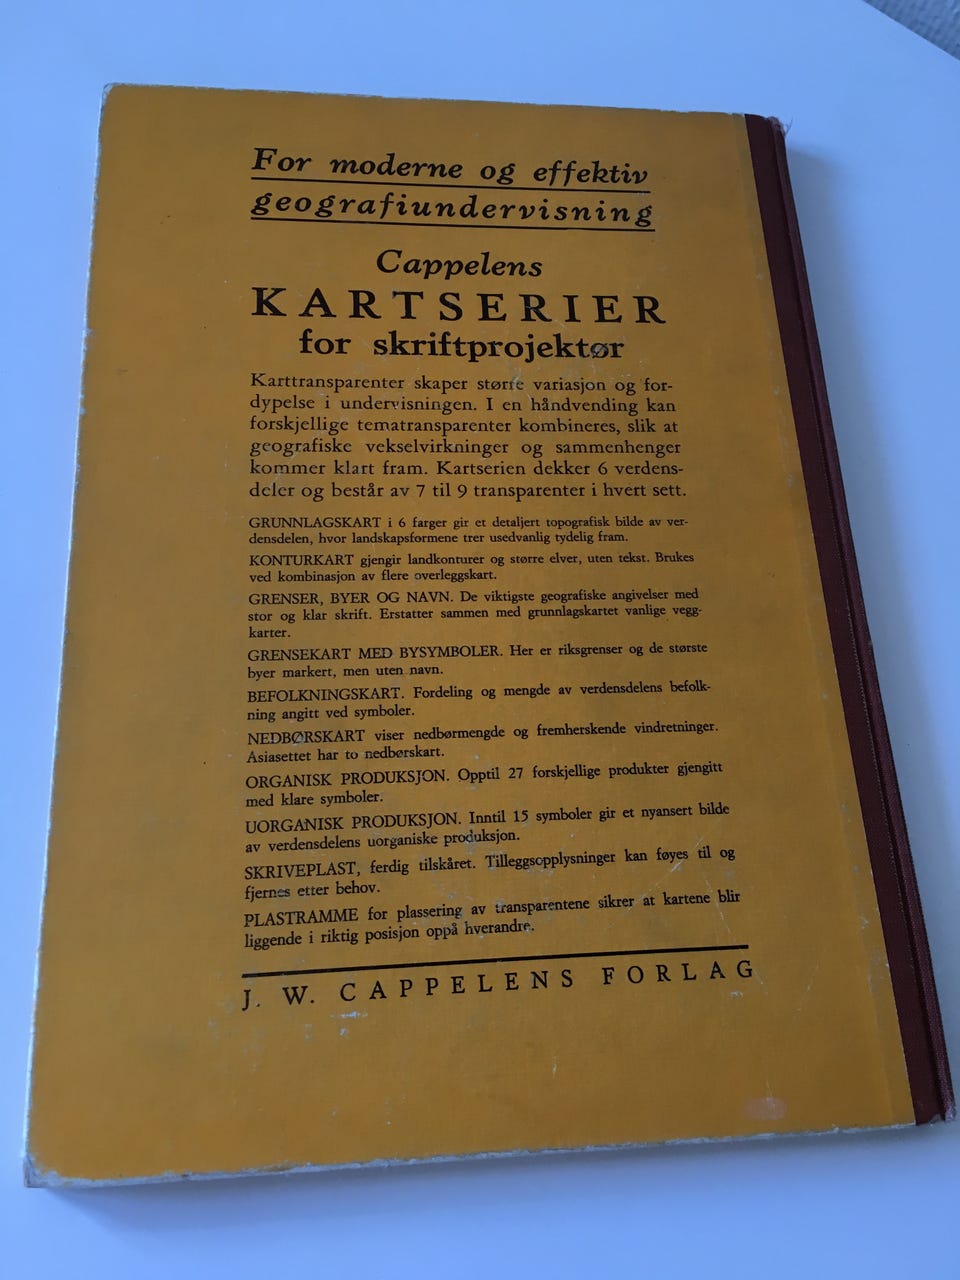 For moderne og effektiv
geografiundervisning
Cappelens
KARTSERIER
for skriftprojektør
Karttransparenter skaper større variasjon og for-
dypelse i undervisningen. I en håndvending kan
forskjellige tematransparenter kombineres, slik at
geografiske vekselvirkninger og sammenhenger
kommer klart fram. Kartserien dekker 6 verdens-
deler og består av 7 til 9 transparenter i hvert sett.
GRUNNLAGSKART i 6 farger gir et detaljert topografisk bilde av ver-
densdelen, hvor landskapsformene trer usedvanlig tydelig fram.
KONTURKART gjengir landkonturer og større elver, uten tekst. Brukes
ved kombinasjon av flere overleggskart.
GRENSER, BYER OG NAVN. De viktigste geografiske angivelser med
stor og klar skrift. Erstatter sammen med grunnlagskartet vanlige vegg-
karter.
GRENSEKART MED BYSYMBOLER. Her er riksgrenser og de største
byer markert, men uten navn.
BEFOLKNINGSKART. Fordeling og mengde av verdensdelens befolk-
ning angitt ved symboler.
NEDBØRSKART viser nedbørmengde og fremherskende vindretninger.
Asiasettet har to nedbørskart.
ORGANISK PRODUKSJON. Opptil 27 forskjellige produkter gjengitt
med klare symboler.
UORGANISK PRODUKSJON. Inntil 15 symboler gir et nyansert bilde
av verdensdelens uorganiske produksjon.
SKRIVEPLAST, ferdig tilskåret. Tilleggsopplysninger kan føyes til og
fjernes etter behov.
PLASTRAMME for plassering av transparentene sikrer at kartene blir
liggende i riktig posisjon oppå hverandre.
J. W. CAPPELENS FORLAG